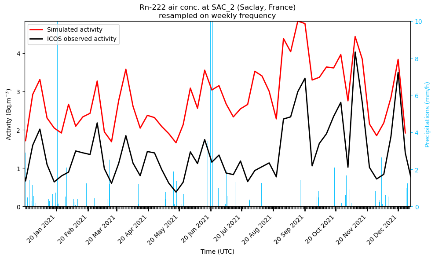 Rn-222 air conc. at SAC_2 (Saclay, France)
resampled on weekly frequency
Simulated activity
ICOS observed activity
Activity (Bq.m⁻³)
4
3
2
1
0
10
8
6
4
2
0
Precipitations (mm/hr)
20 Jan 2021
20 Feb 2021
20 Mar 2021
20 Apr 2021
20 May 2021
20 Jun 2021
20 Jul 2021
20 Aug 2021
20 Sep 2021
20 Oct 2021
20 Nov 2021
20 Dec 2021
Time (UTC)